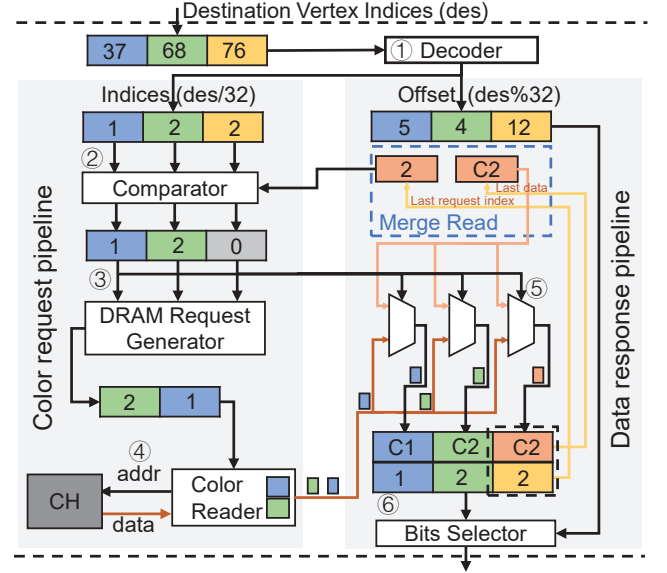 Destination Vertex Indices (des)
37 68 76
① Decoder
Indices (des/32)
Offset (des%32)
1 2 2
5 4 12
②
Comparator
2 C2
Last data
Last request index
Merge Read
1 2 0
③
⑤
DRAM Request
Generator
Color request pipeline
Data response pipeline
2 1
C1 C2 C2
1 2 2
④
addr
CH
data
Color
Reader
⑥
Bits Selector